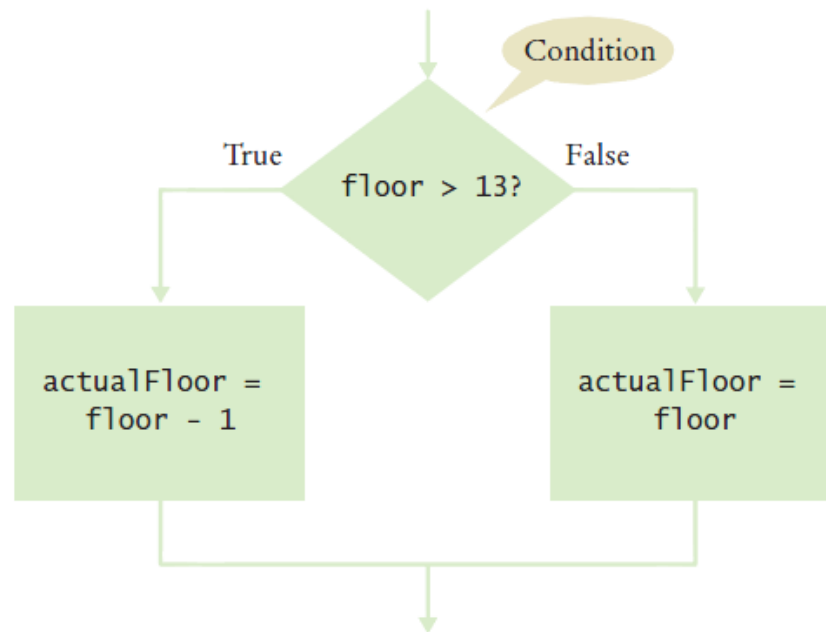 Condition
True
False
floor > 13?
actualFloor =
floor - 1
actualFloor =
floor